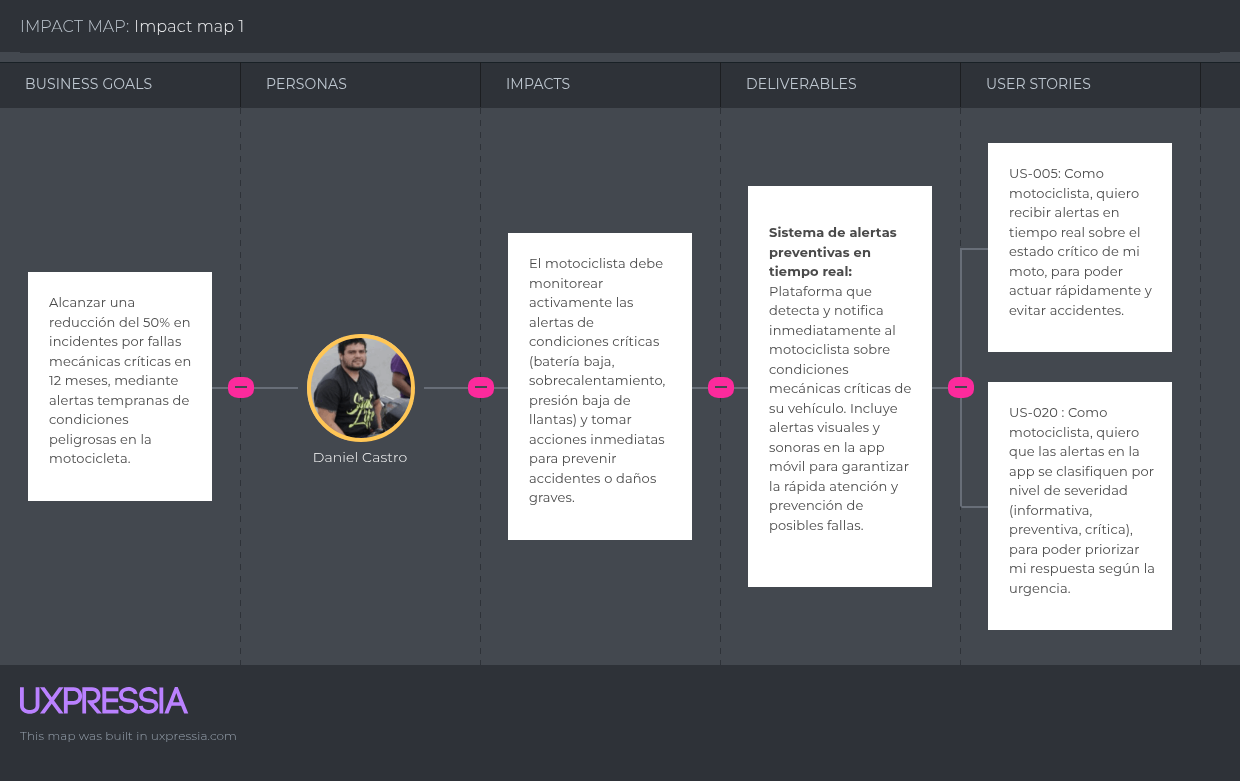 IMPACT MAP: Impact map 1
BUSINESS GOALS
PERSONAS
IMPACTS
DELIVERABLES
USER STORIES
Alcanzar una
reducción del 50% en
incidentes por fallas
mecánicas críticas en
12 meses, mediante
alertas tempranas de
condiciones
peligrosas en la
motocicleta.
Daniel Castro
El motociclista debe
monitorear
activamente las
alertas de
condiciones críticas
(batería baja,
sobrecalentamiento,
presión baja de
llantas) y tomar
acciones inmediatas
para prevenir
accidentes o daños
graves.
Sistema de alertas
preventivas en
tiempo real:
Plataforma que
detecta y notifica
inmediatamente al
motociclista sobre
condiciones
mecánicas críticas de
su vehículo. Incluye
alertas visuales y
sonoras en la app
móvil para garantizar
la rápida atención y
prevención de
posibles fallas.
US-005: Como
motociclista, quiero
recibir alertas en
tiempo real sobre el
estado crítico de mi
moto, para poder
actuar rápidamente y
evitar accidentes.
US-020 : Como
motociclista, quiero
que las alertas en la
app se clasifiquen por
nivel de severidad
(informativa,
preventiva, crítica),
para poder priorizar
mi respuesta según la
urgencia.
UXPRESSIA
This map was built in uxpressia.com